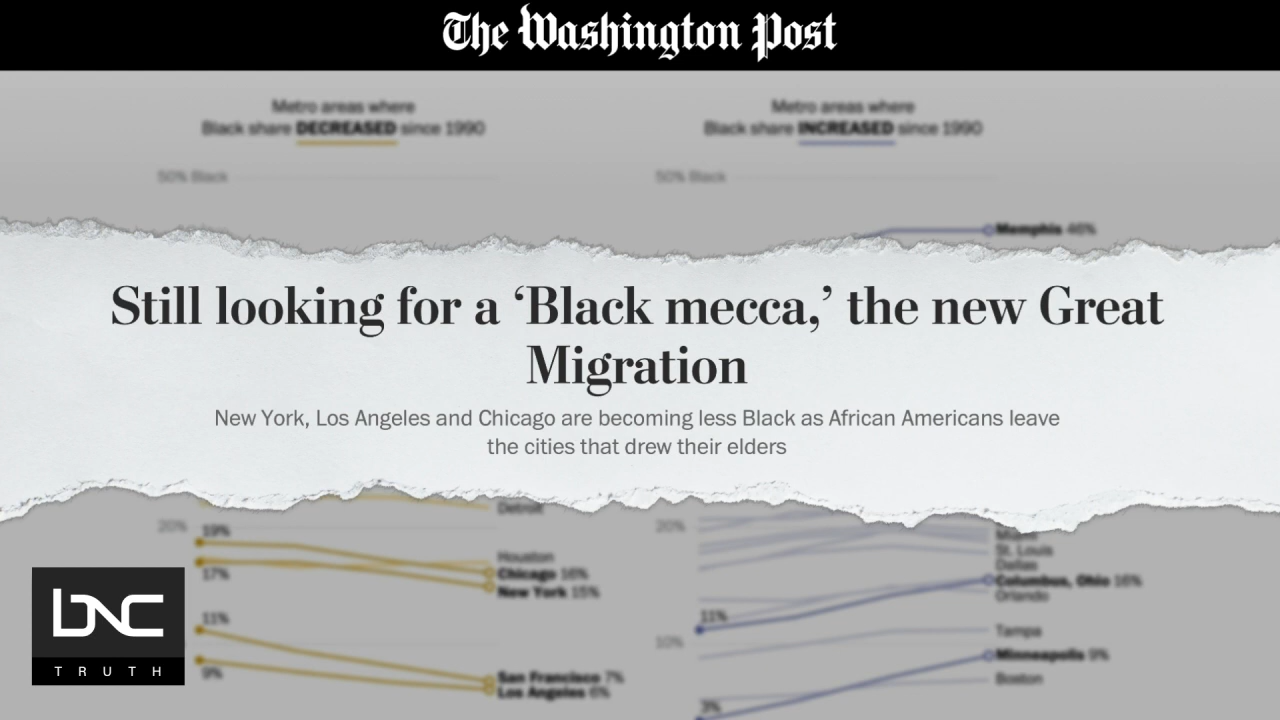 The Washington Post
Metro areas where
Black share DECREASED since 1990
50% Black
Metro areas where
Black share INCREASED since 1990
50% Black
Memphis 46%
Still looking for a ‘Black mecca,’ the new Great
Migration
New York, Los Angeles and Chicago are becoming less Black as African Americans leave
the cities that drew their elders
Detroit
20%
19%
Houston
Chicago 16%
17%
New York 15%
11%
9%
San Francisco 7%
Los Angeles 6%
20%
Miami
St. Louis
Dallas
Columbus, Ohio 16%
Orlando
11%
10%
Tampa
Minneapolis 9%
Boston
3%
bnc
TRUTH